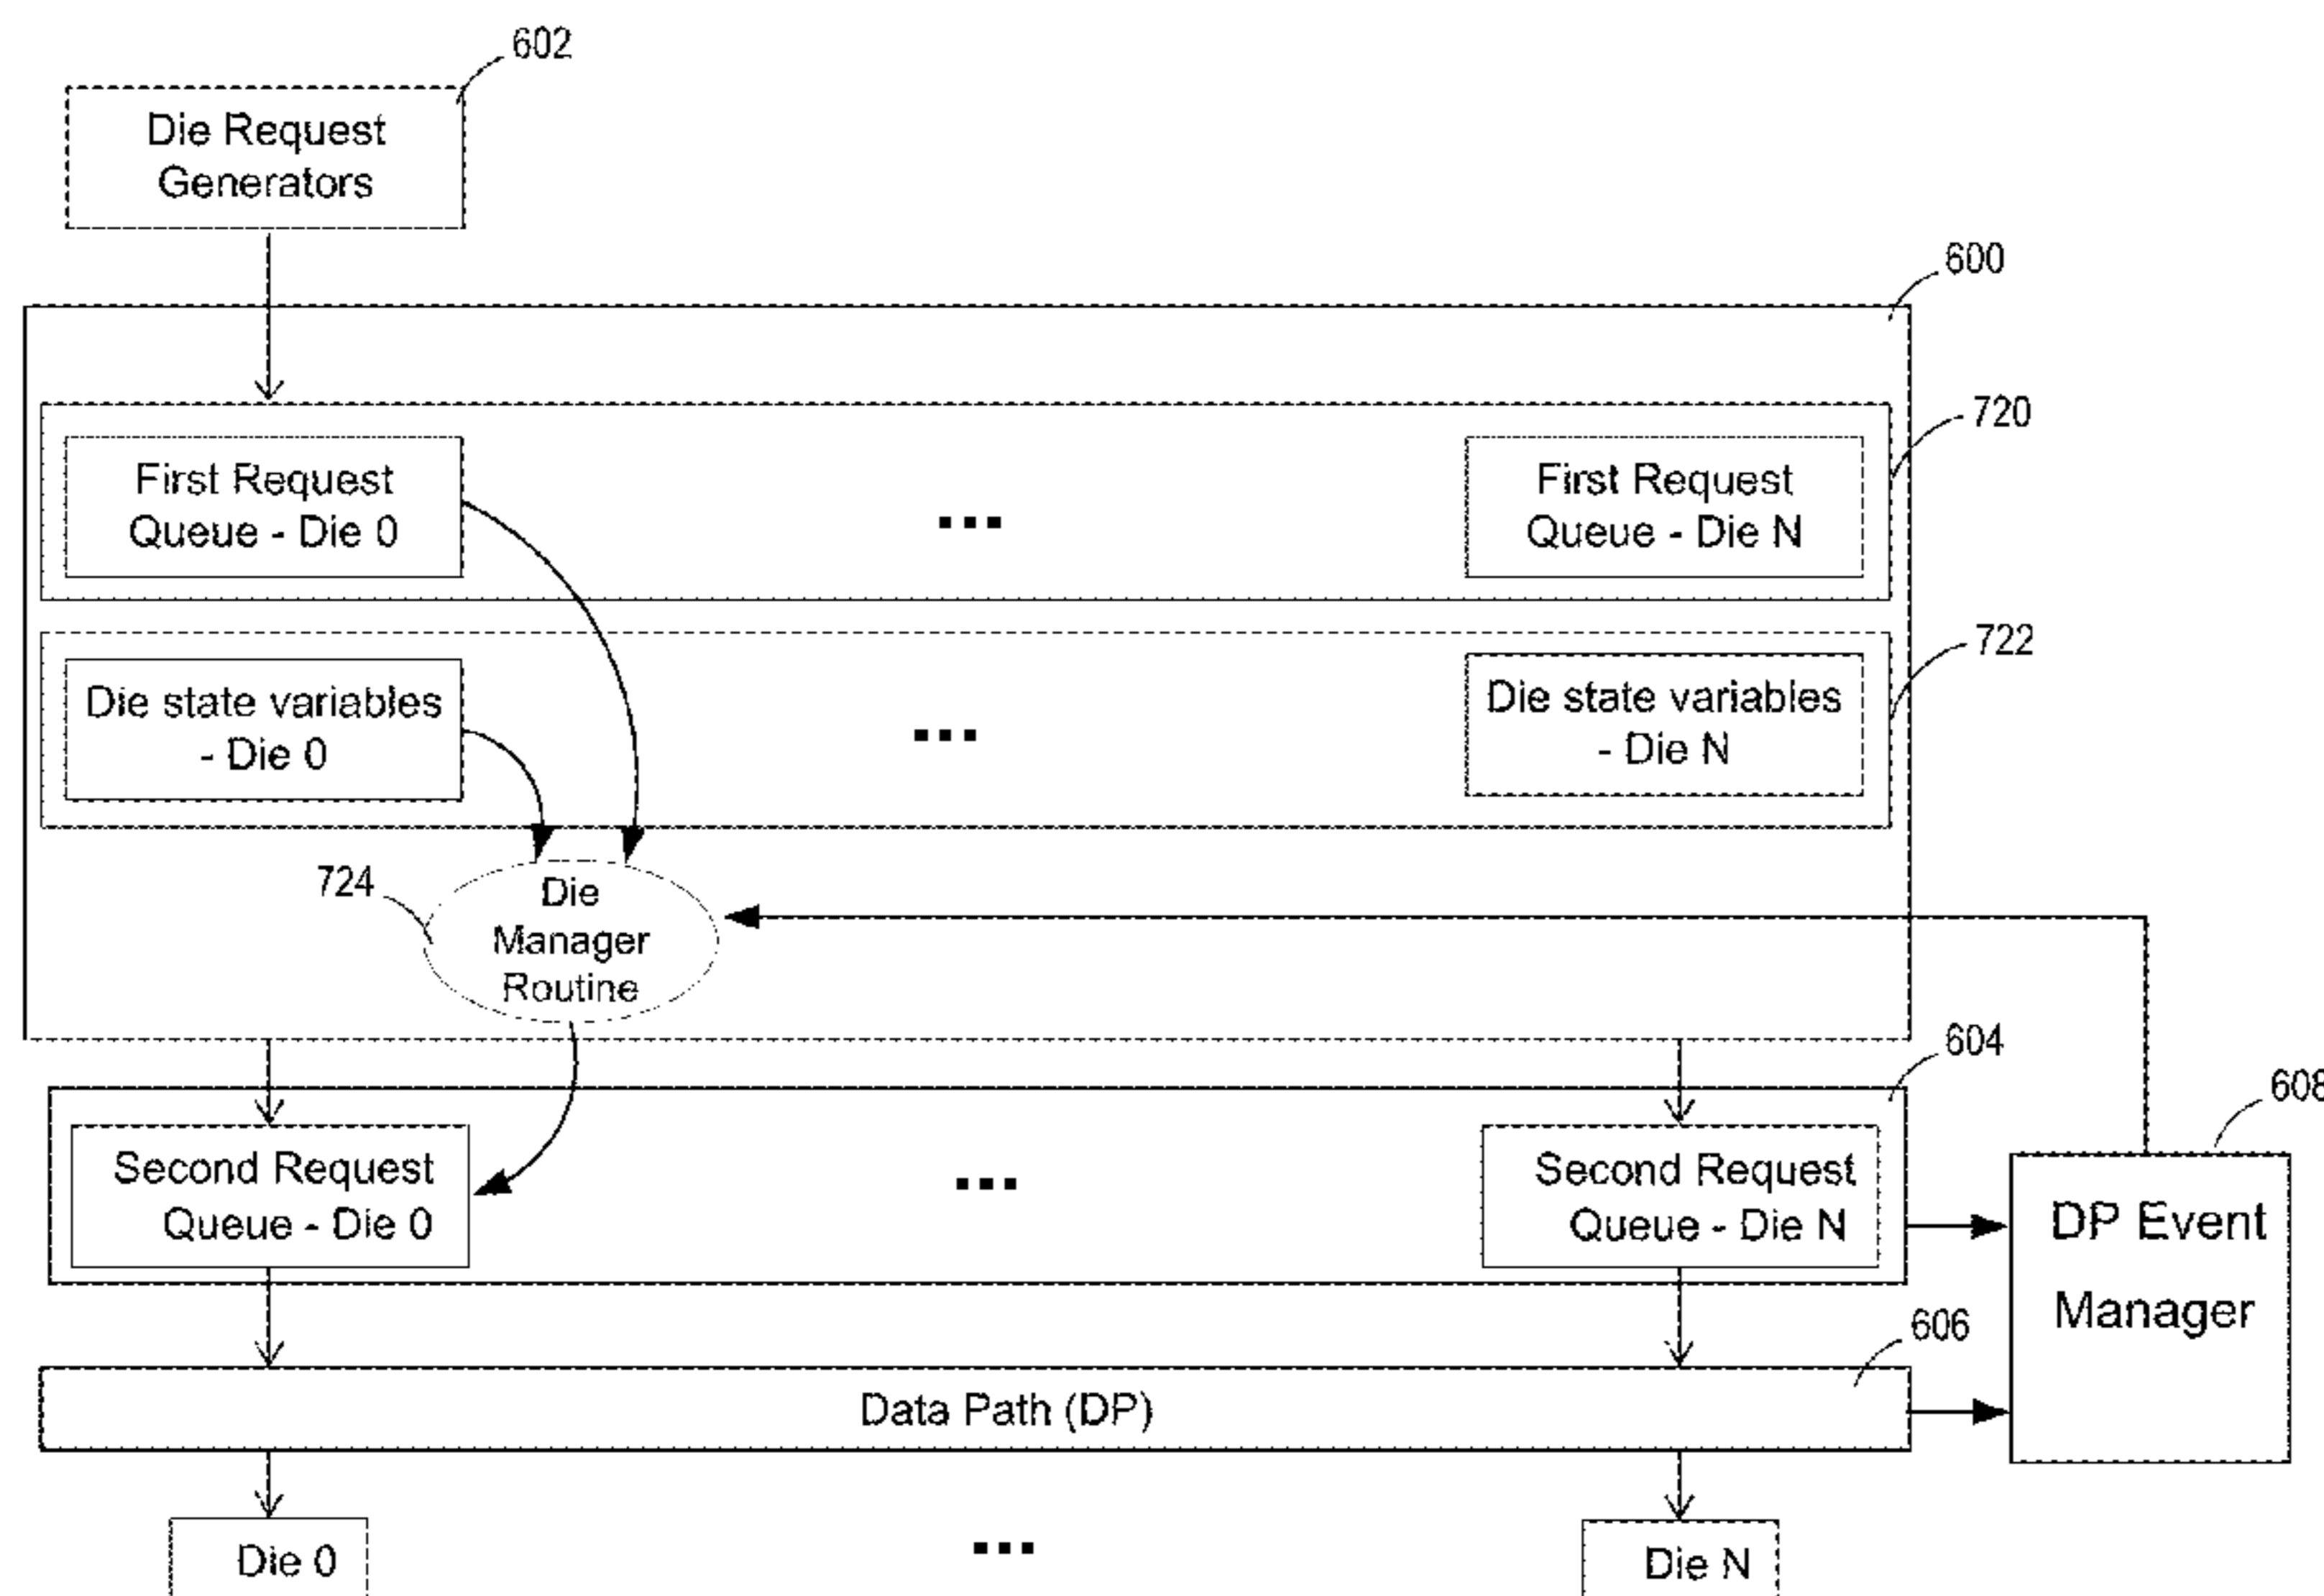 602
Die Request
Generators
600
720
First Request
Queue - Die 0
...
First Request
Queue - Die N
722
Die state variables
- Die 0
...
Die state variables
- Die N
724
Die
Manager
Routine
604
608
Second Request
Queue - Die 0
...
Second Request
Queue - Die N
DP Event
Manager
606
Data Path (DP)
Die 0
...
Die N